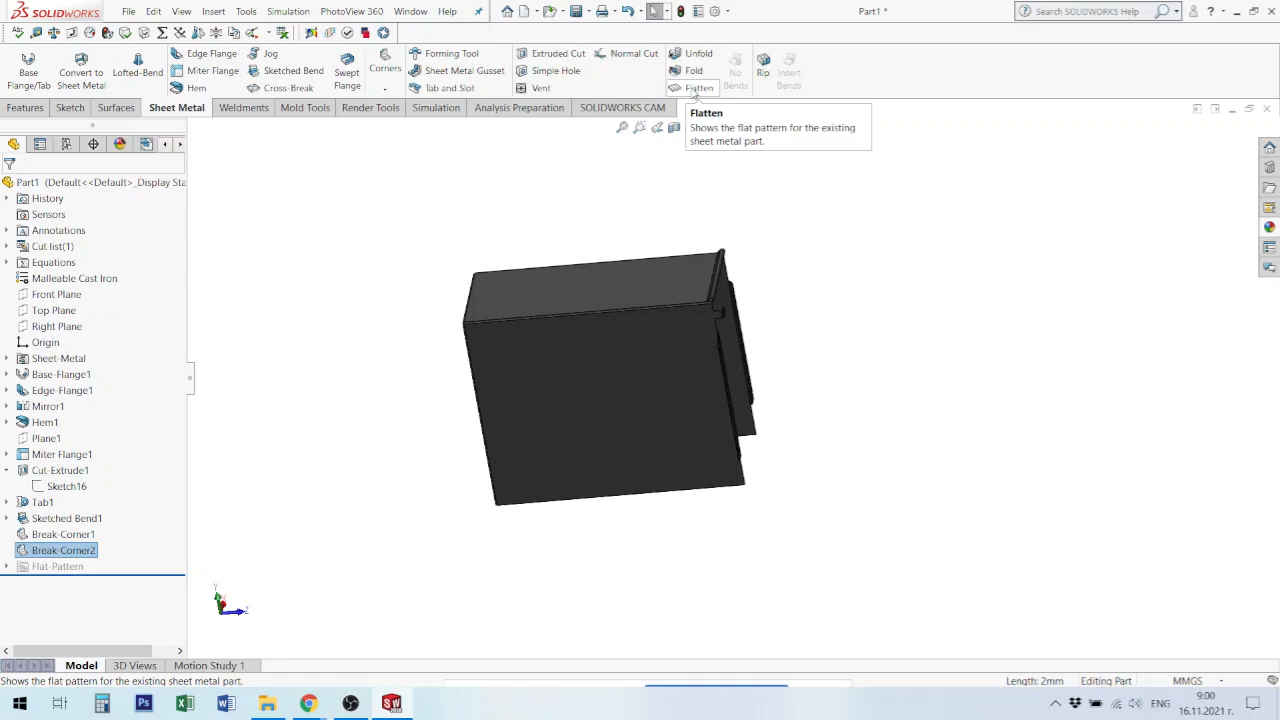 SOLIDWORKS File Edit View Insert Tools Simulation PhotoView 360 Window Help Part1 * Search SOLIDWORKS Help
Base Flange/Tab
Convert to Sheet Metal
Lofted-Bend
Edge Flange
Miter Flange
Hem
Jog
Sketched Bend
Cross-Break
Swept Flange
Corners
Forming Tool
Sheet Metal Gusset
Tab and Slot
Extruded Cut
Simple Hole
Vent
Normal Cut
Unfold
Fold
Flatten
No Bends
Rip
Insert Bends
Features Sketch Surfaces Sheet Metal Weldments Mold Tools Render Tools Simulation Analysis Preparation SOLIDWORKS CAM
Flatten
Shows the flat pattern for the existing
sheet metal part.
Part1 (Default<<Default>_Display Sta
History
Sensors
Annotations
Cut list(1)
Equations
Malleable Cast Iron
Front Plane
Top Plane
Right Plane
Origin
Sheet-Metal
Base-Flange1
Edge-Flange1
Mirror1
Hem1
Plane1
Miter Flange1
Cut-Extrude1
Sketch16
Tab1
Sketched Bend1
Break-Corner1
Break-Corner2
Flat-Pattern
Y
Z
Model 3D Views Motion Study 1
Shows the flat pattern for the existing sheet metal part. Length: 2mm Editing Part MMGS
ENG
9:00
16.11.2021 г.